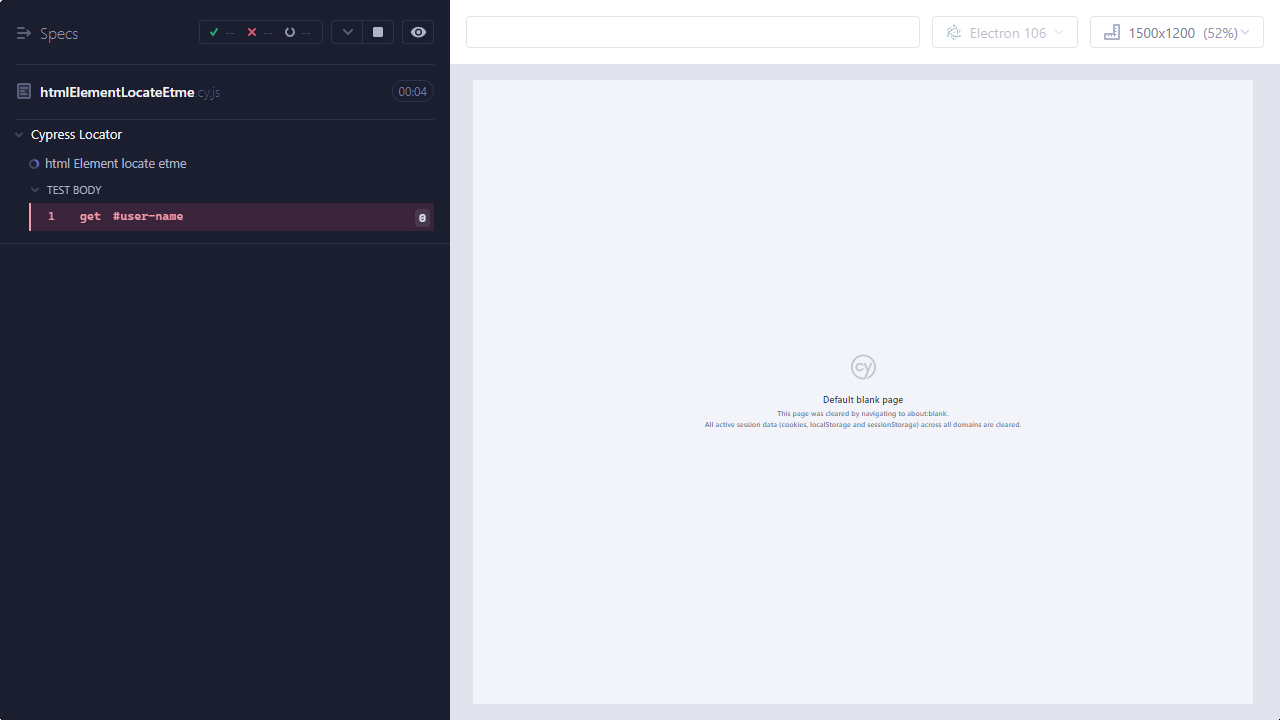 Specs
-- -- --
Electron 106
1500x1200 (52%)
htmlElementLocateEtme.cy.js
00:04
Cypress Locator
html Element locate etme
TEST BODY
1 get #user-name 0
cy
Default blank page
This page was cleared by navigating to about:blank.
All active session data (cookies, localStorage and sessionStorage) across all domains are cleared.